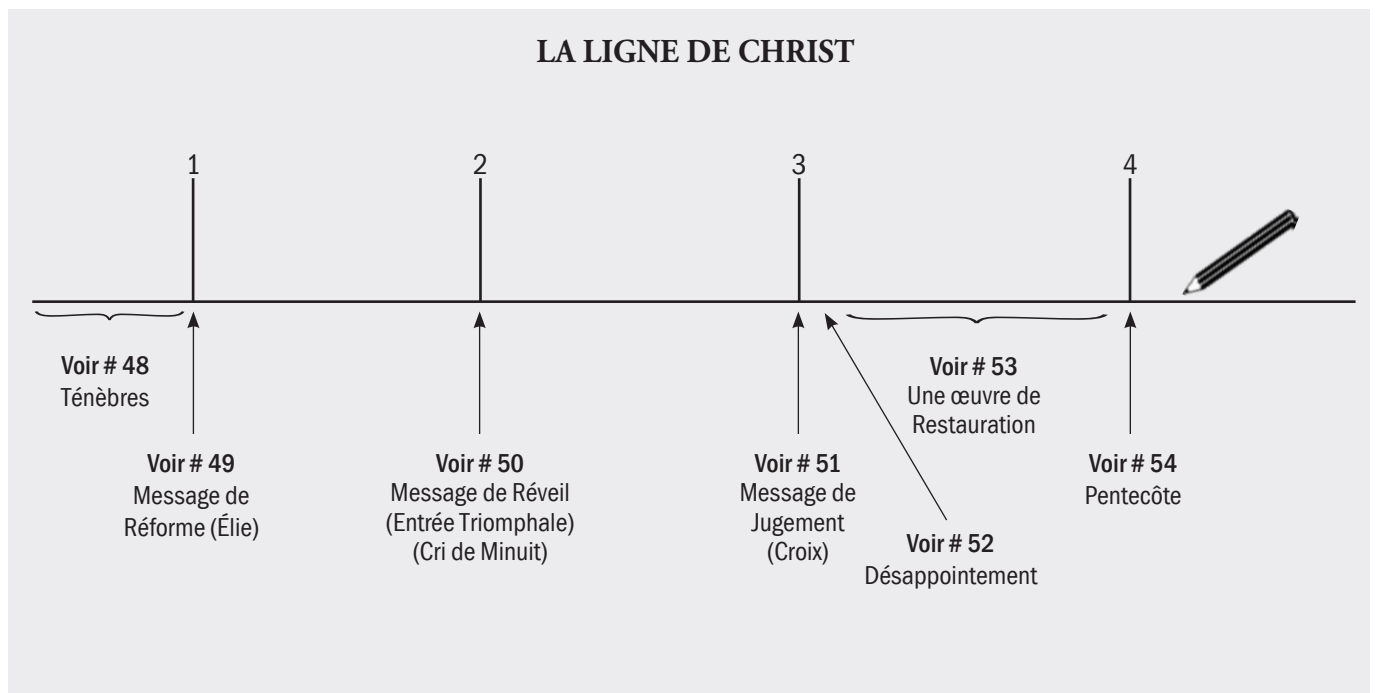 LA LIGNE DE CHRIST
1
2
3
4
Voir # 48
Ténèbres
Voir # 49
Message de
Réforme (Élie)
Voir # 50
Message de Réveil
(Entrée Triomphale)
(Cri de Minuit)
Voir # 51
Message de
Jugement
(Croix)
Voir # 52
Désappointement
Voir # 53
Une œuvre de
Restauration
Voir # 54
Pentecôte